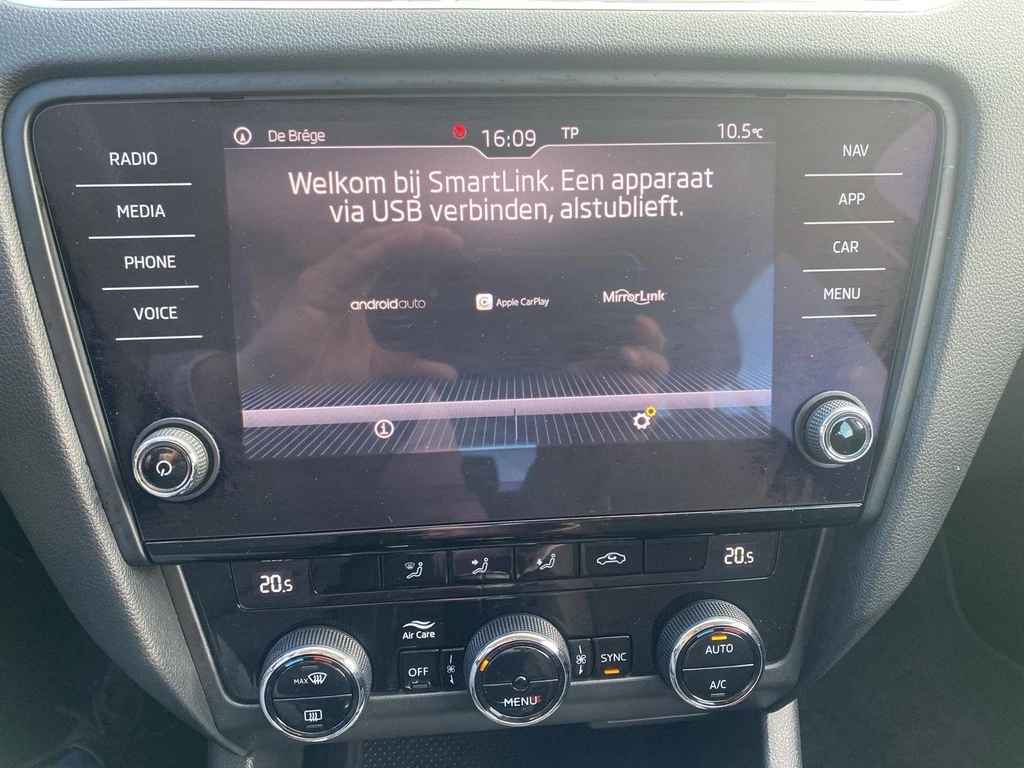 De Brêge
16:09
TP
10.5°C
RADIO
MEDIA
PHONE
VOICE
Welkom bij SmartLink. Een apparaat
via USB verbinden, alstublieft.
androidauto
Apple CarPlay
MirrorLink
NAV
APP
CAR
MENU
20.5
20.5
Air Care
MAX
OFF
MENU
SYNC
AUTO
A/C